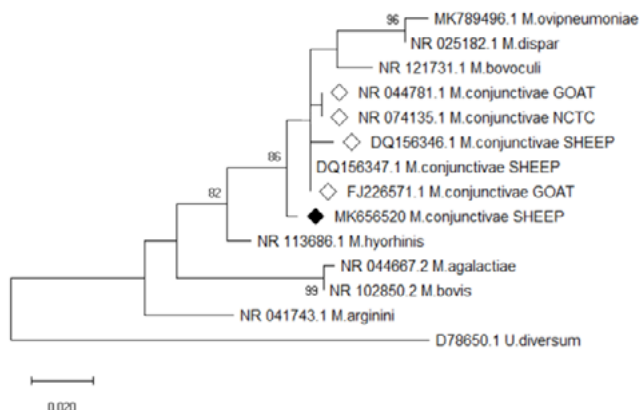 96
MK789496.1 M.ovipneumoniae
NR 025182.1 M.dispar
NR 121731.1 M.bovoculi
NR 044781.1 M.conjunctivae GOAT
NR 074135.1 M.conjunctivae NCTC
DQ156346.1 M.conjunctivae SHEEP
86
DQ156347.1 M.conjunctivae SHEEP
82
FJ226571.1 M.conjunctivae GOAT
MK656520 M.conjunctivae SHEEP
NR 113686.1 M.hyorhinis
NR 044667.2 M.agalactiae
99
NR 102850.2 M.bovis
NR 041743.1 M.arginini
D78650.1 U.diversum
0.020